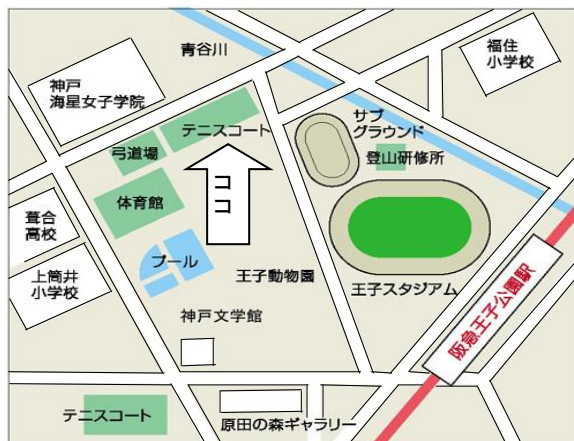 青谷川
福住
小学校
神戸
海星女子学院
テニスコート
サブ
グラウンド
弓道場
登山研修所
体育館
ココ
葺合
高校
プール
上筒井
小学校
王子動物園
王子スタジアム
阪急王子公園駅
神戸文学館
テニスコート
原田の森ギャラリー